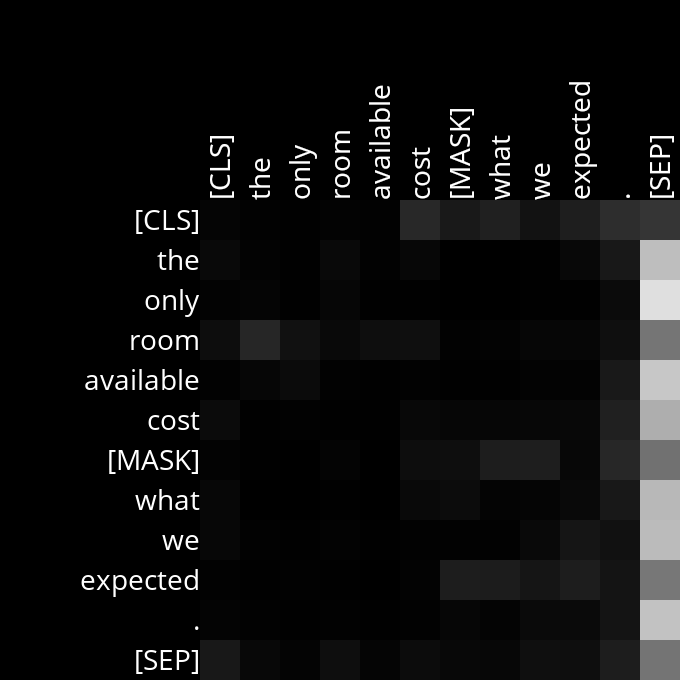 [CLS] the only room available cost [MASK] what we expected . [SEP]
[CLS]
the
only
room
available
cost
[MASK]
what
we
expected
.
[SEP]